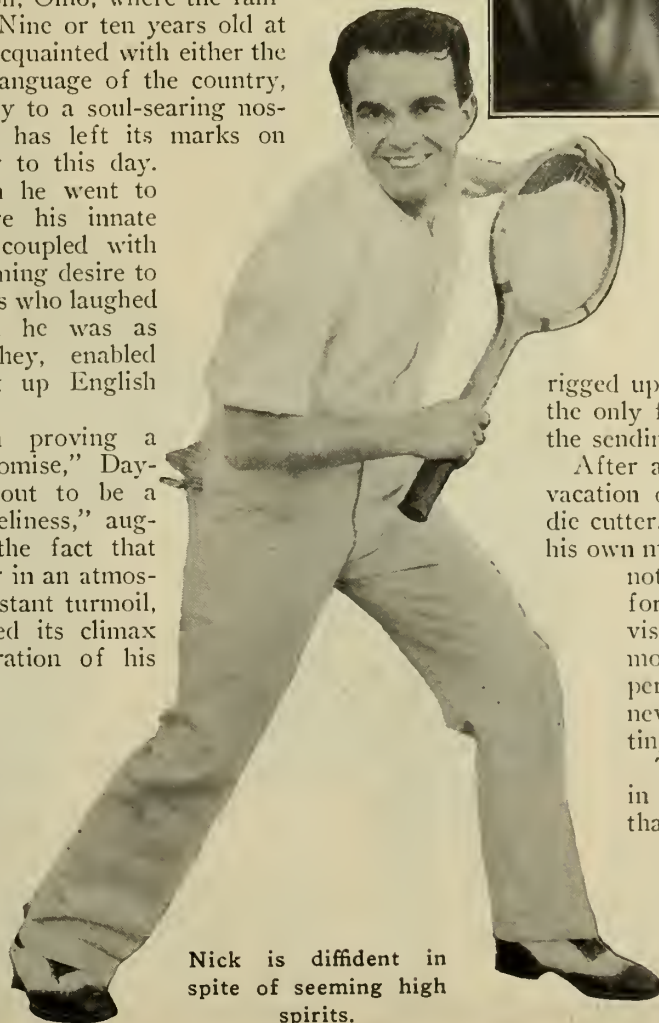 on, Ohio, where the fam-
Nine or ten years old at
cquainted with either the
anguage of the country,
y to a soul-searing nos-
has left its marks on
to this day.
he went to
e his innate
coupled with
ning desire to
s who laughed
he was as
hey, enabled
up English
proving a
omise," Day-
out to be a
eliness," aug-
the fact that
in an atmos-
stant turmoil,
ed its climax
ration of his
rigged up
the only f
the sendin
After a
vacation o
die cutter,
his own m
not
for
vis
mo
per
nev
tin
in
tha
Nick is diffident in
spite of seeming high
spirits.